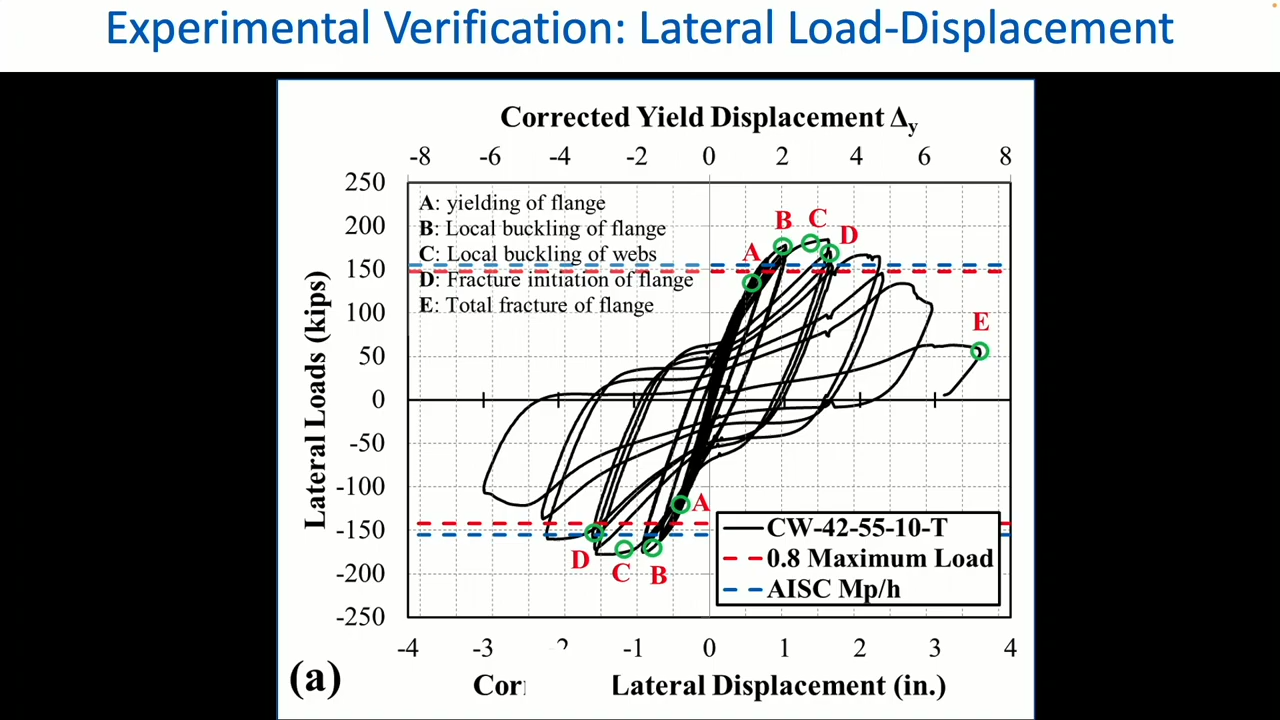 Experimental Verification: Lateral Load-Displacement
Corrected Yield Displacement Δy
-8 -6 -4 -2 0 2 4 6 8
250
200
150
100
50
0
-50
-100
-150
-200
-250
Lateral Loads (kips)
A: yielding of flange
B: Local buckling of flange
C: Local buckling of webs
D: Fracture initiation of flange
E: Total fracture of flange
A
B
C
D
E
A
D
C
B
CW-42-55-10-T
0.8 Maximum Load
AISC Mp/h
-4 -3 -1 0 1 2 3 4
(a)
Lateral Displacement (in.)